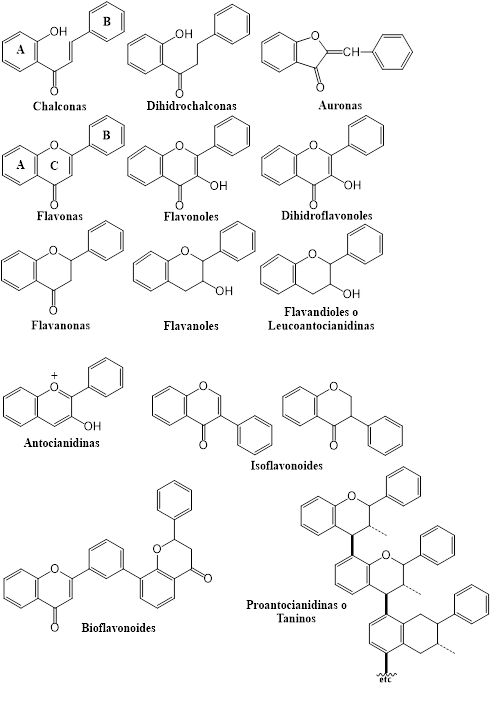 OH
B
A
O
Chalconas
OH
O
Dihidrochalconas
O
CH
O
Auronas
B
O
A
C
O
Flavonas
O
OH
O
Flavonoles
O
OH
O
Dihidroflavonoles
O
O
Flavanonas
O
OH
Flavanoles
O
OH
Flavandioles o
Leucoantocianidinas
+
O
OH
Antocianidinas
O
O
O
O
Isoflavonoides
O
O
O
O
Bioflavonoides
O
O
Proantocianidinas o
Taninos
etc